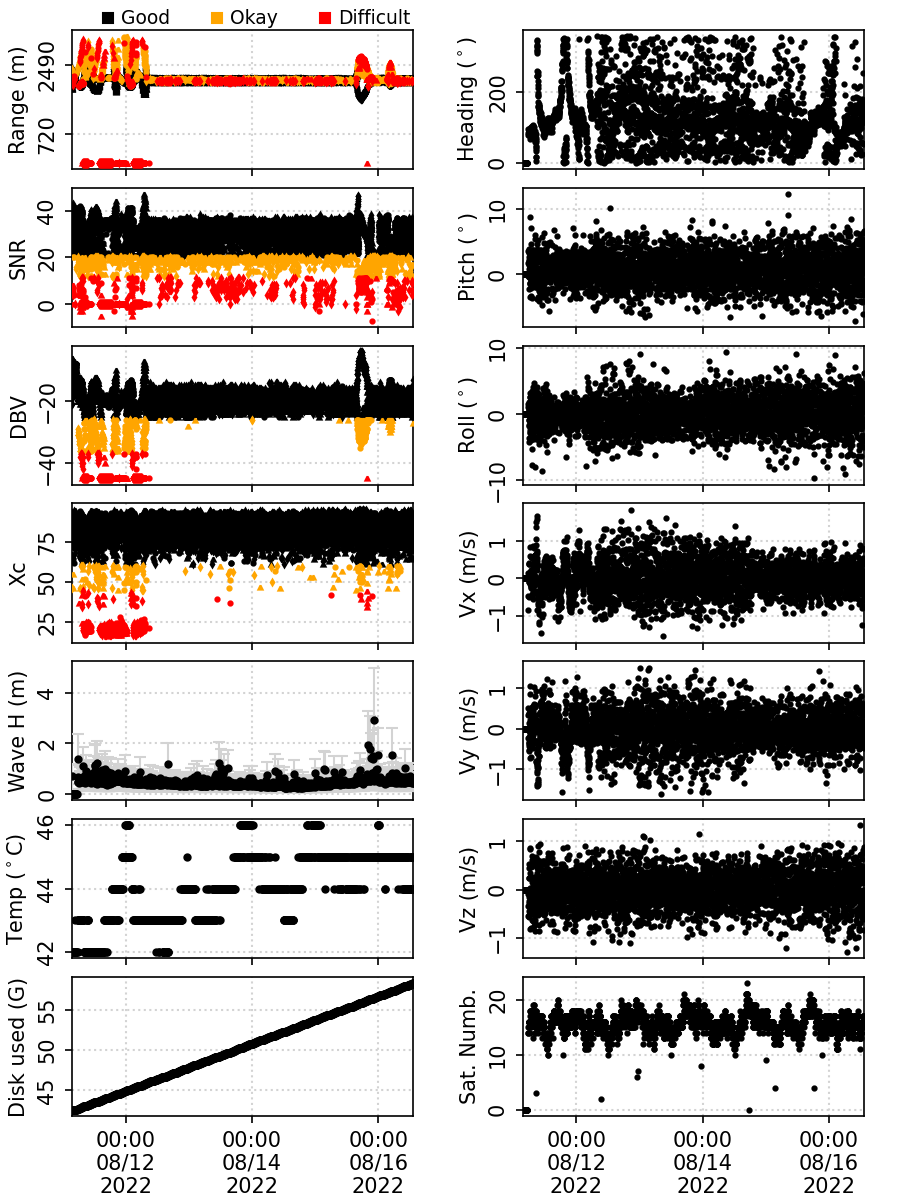 Good Okay Difficult
Range (m)
2490
720
Heading (°)
200
0
SNR
40
20
0
Pitch (°)
10
0
DBV
−20
−40
Roll (°)
10
0
−10
Xc
75
50
25
Vx (m/s)
1
0
−1
Wave H (m)
4
2
0
Vy (m/s)
1
0
−1
Temp (°C)
46
44
42
Vz (m/s)
1
0
−1
Disk used (G)
55
50
45
Sat. Numb.
20
10
0
00:00 00:00 00:00
08/12 08/14 08/16
2022 2022 2022
00:00 00:00 00:00
08/12 08/14 08/16
2022 2022 2022